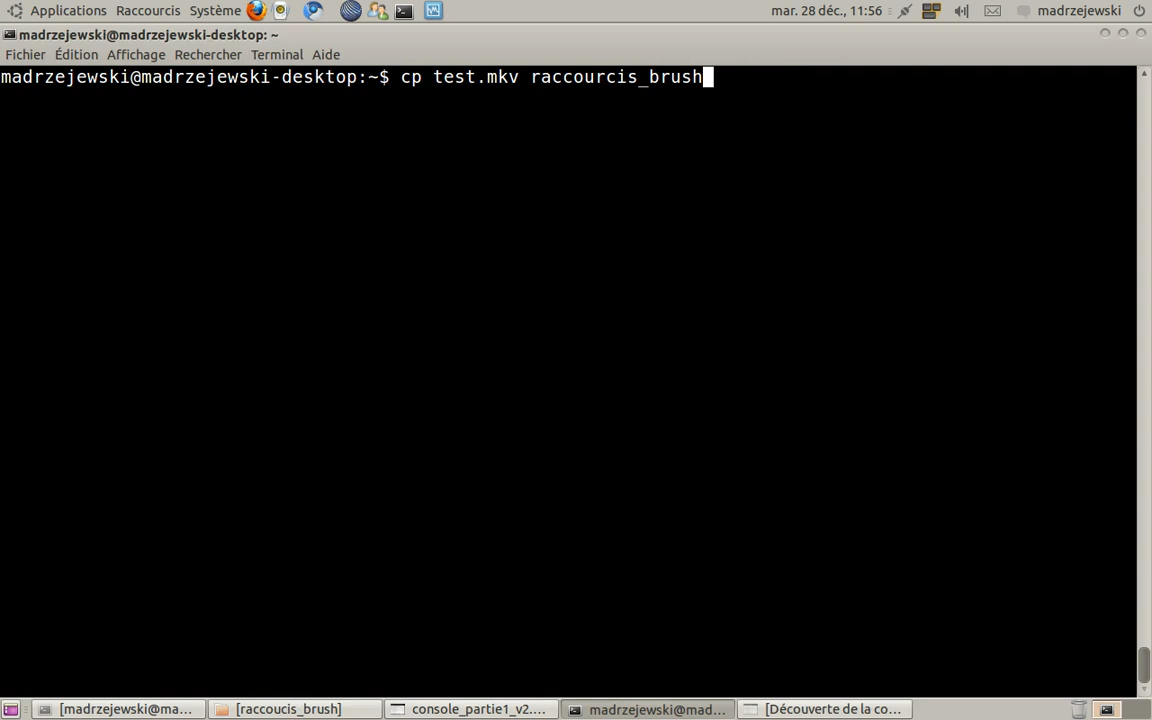 Applications Raccourcis Système mar. 28 déc., 11:56 madrzejewski
madrzejewski@madrzejewski-desktop: ~
Fichier Édition Affichage Rechercher Terminal Aide
madrzejewski@madrzejewski-desktop:~$ cp test.mkv raccourcis_brush
[madrzejewski@ma... [raccoucis_brush] console_partie1_v2.... madrzejewski@mad... [Découverte de la co...